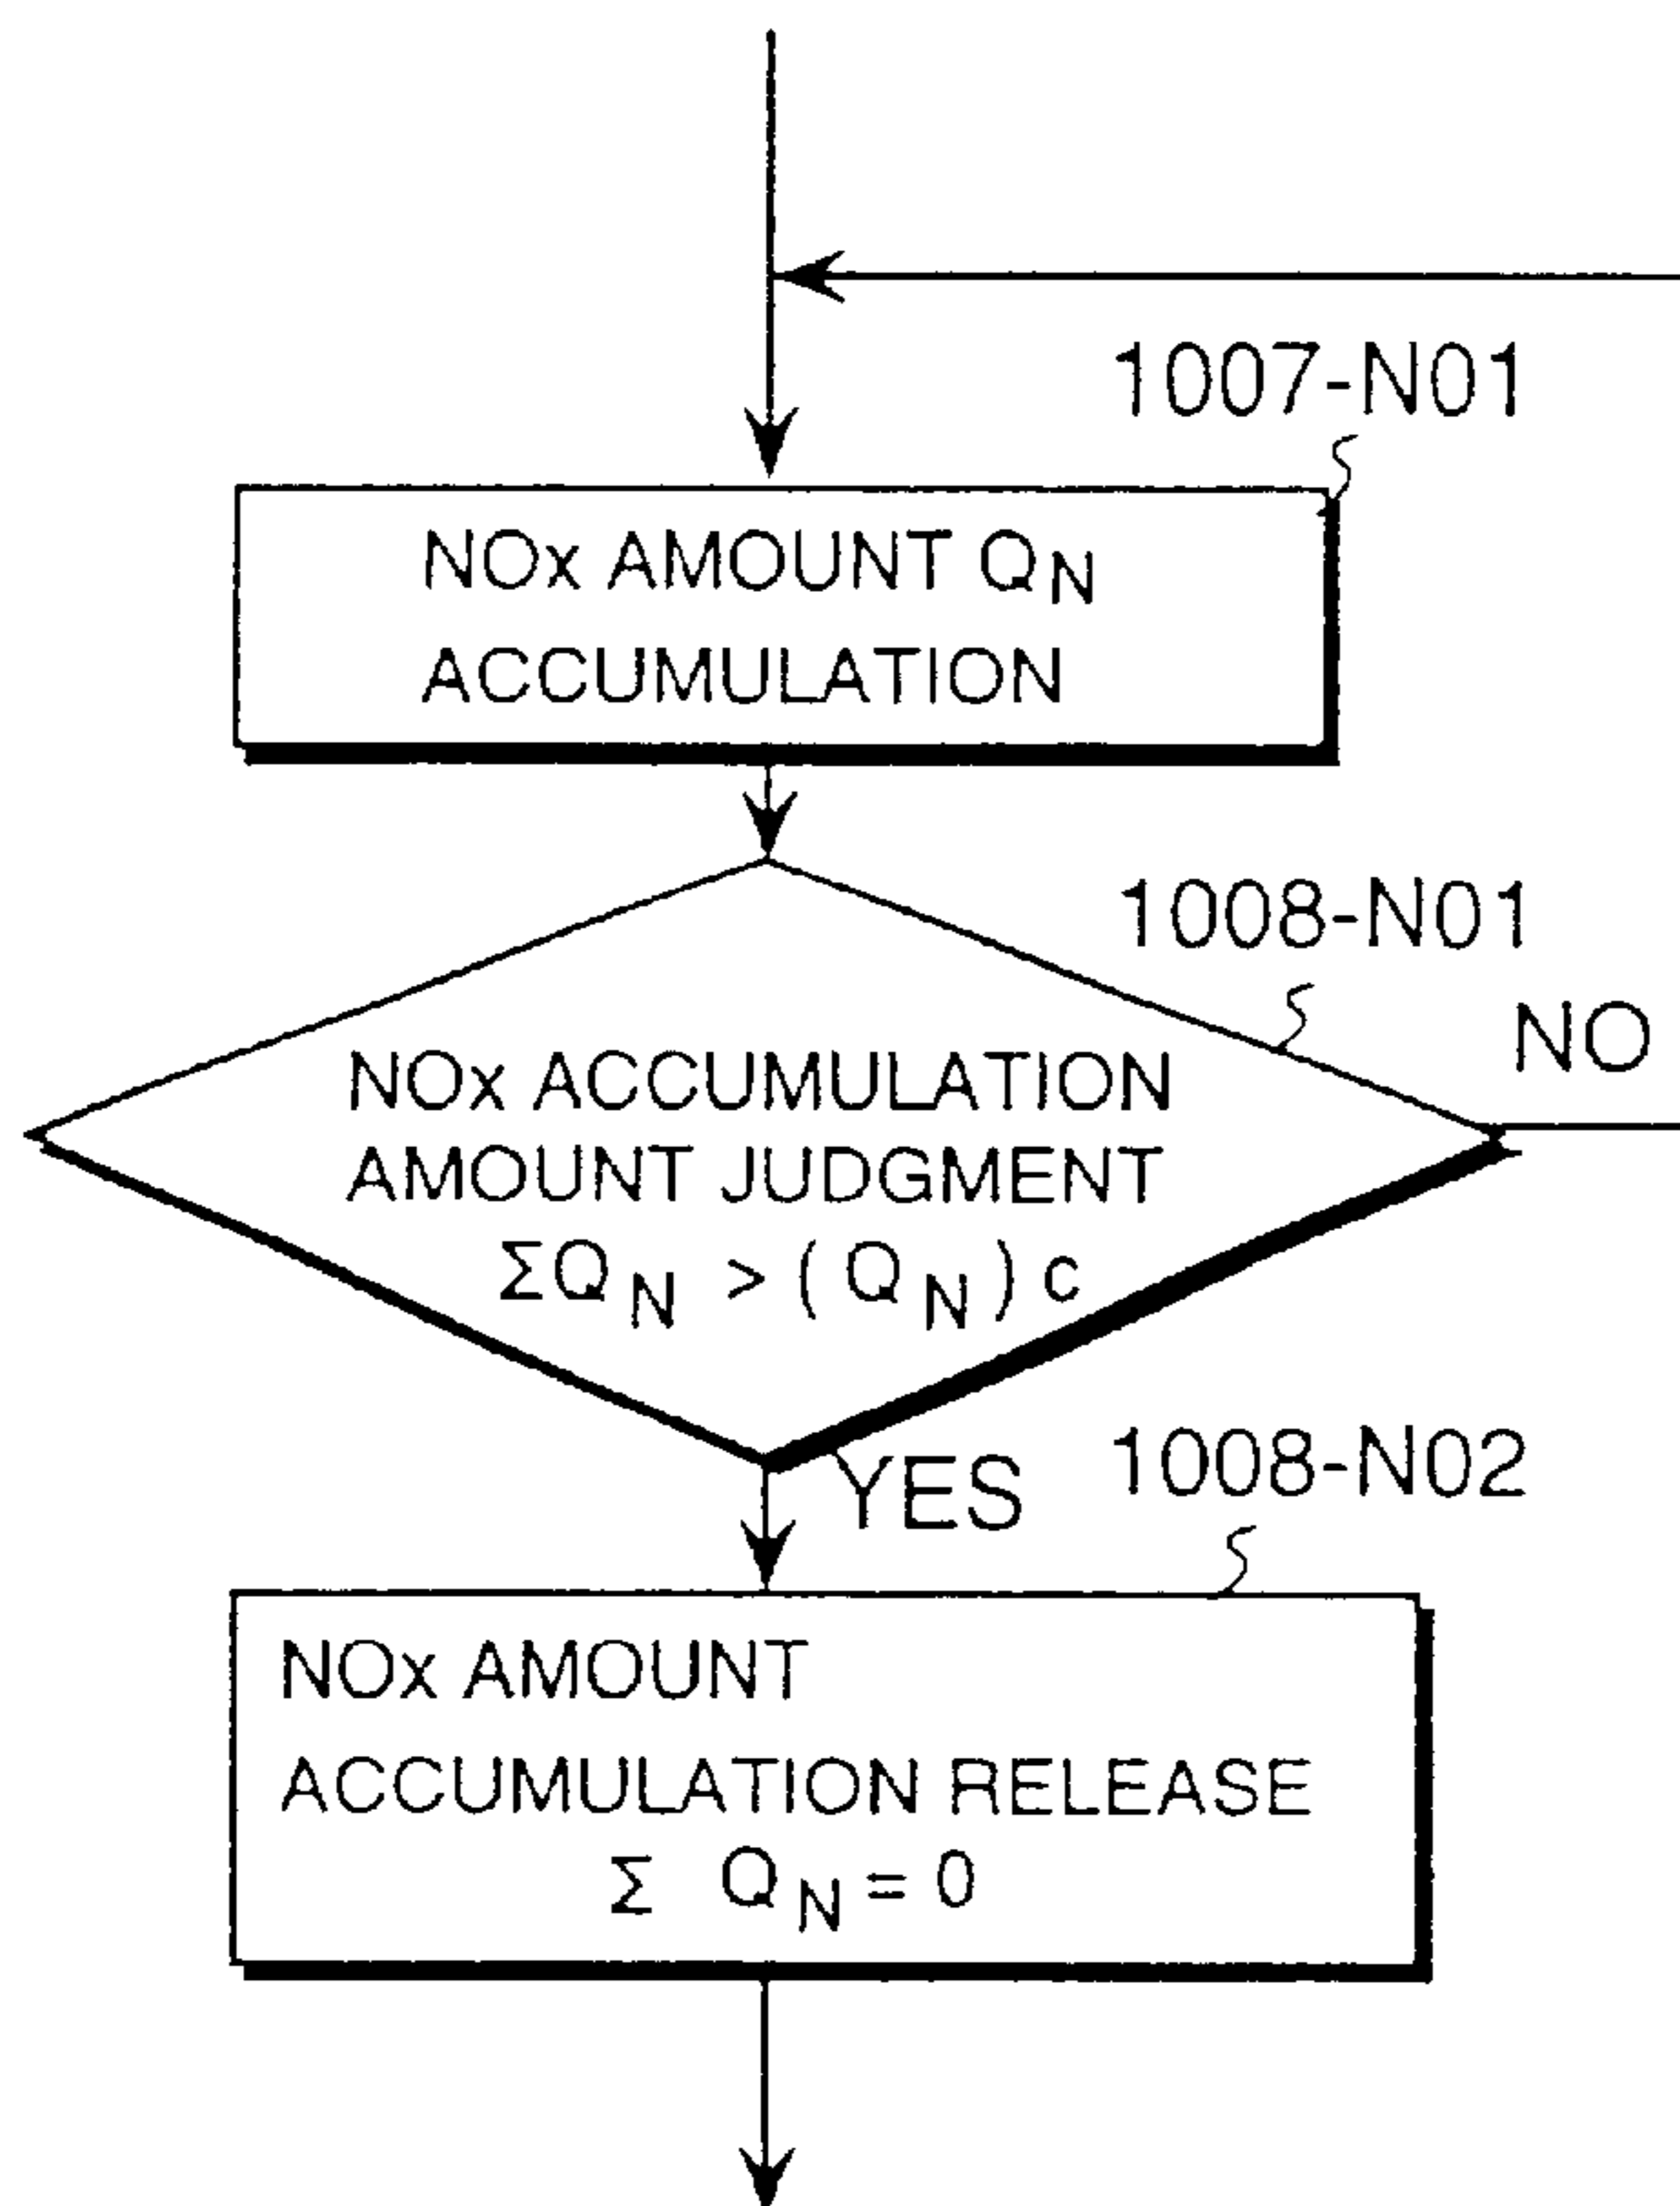 1007-N01
NOx AMOUNT QN
ACCUMULATION
1008-N01
NO
NOx ACCUMULATION
AMOUNT JUDGMENT
ΣQN > (QN)c
YES
1008-N02
NOx AMOUNT
ACCUMULATION RELEASE
Σ QN = 0